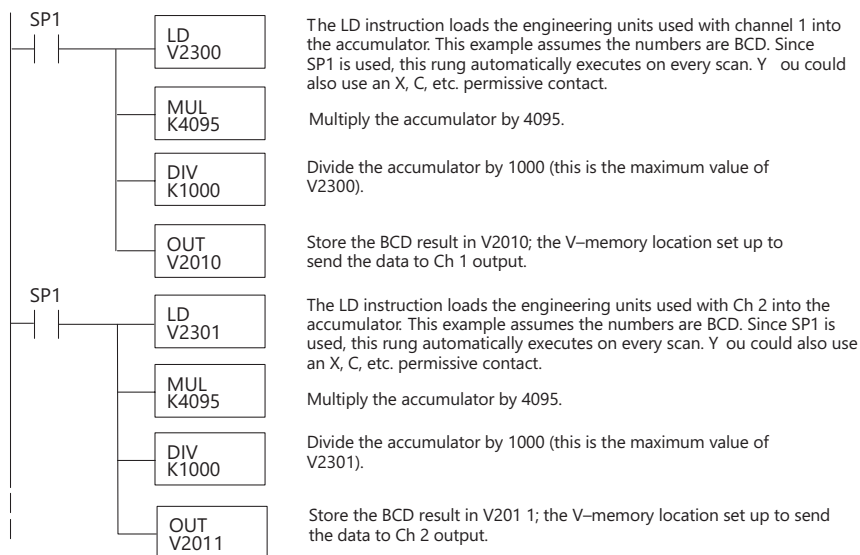 SP1
LD
V2300
The LD instruction loads the engineering units used with channel 1 into
the accumulator. This example assumes the numbers are BCD. Since
SP1 is used, this rung automatically executes on every scan. Y ou could
also use an X, C, etc. permissive contact.
MUL
K4095
Multiply the accumulator by 4095.
DIV
K1000
Divide the accumulator by 1000 (this is the maximum value of
V2300).
OUT
V2010
Store the BCD result in V2010; the V–memory location set up to
send the data to Ch 1 output.
SP1
LD
V2301
The LD instruction loads the engineering units used with Ch 2 into the
accumulator. This example assumes the numbers are BCD. Since SP1 is
used, this rung automatically executes on every scan. Y ou could also use
an X, C, etc. permissive contact.
MUL
K4095
Multiply the accumulator by 4095.
DIV
K1000
Divide the accumulator by 1000 (this is the maximum value of
V2301).
OUT
V2011
Store the BCD result in V201 1; the V–memory location set up to send
the data to Ch 2 output.